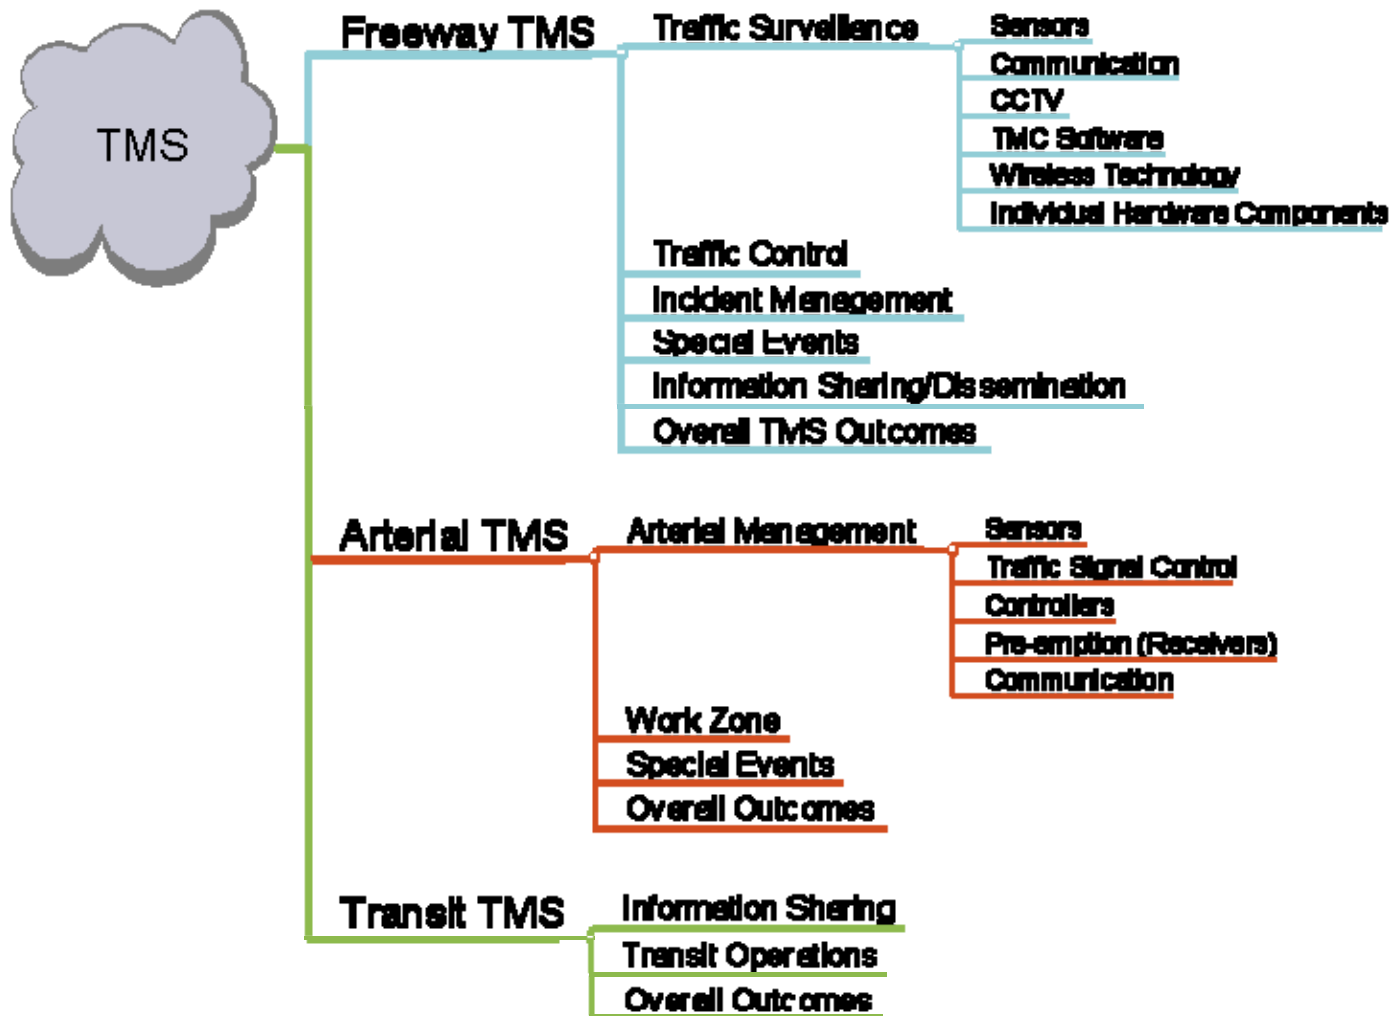 TMS
Freeway TMS
Traffic Surveillance
Sensors
Communication
CCTV
TMC Software
Wireless Technology
Individual Hardware Components
Traffic Control
Incident Management
Special Events
Information Sharing/Dissemination
Overall TMS Outcomes
Arterial TMS
Arterial Management
Sensors
Traffic Signal Control
Controllers
Pre-emption (Receivers)
Communication
Work Zone
Special Events
Overall Outcomes
Transit TMS
Information Sharing
Transit Operations
Overall Outcomes